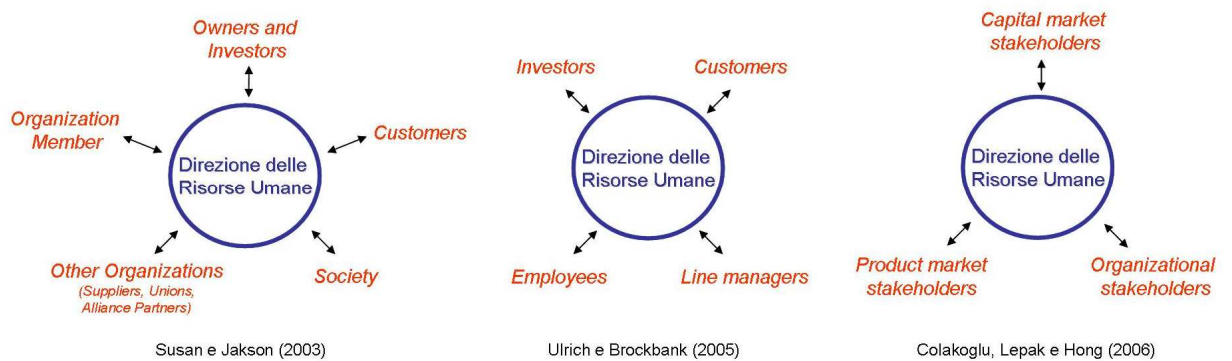 Owners and
Investors
Organization
Member
Customers
Direzione delle
Risorse Umane
Other Organizations
(Suppliers, Unions,
Alliance Partners)
Society
Susan e Jakson (2003)
Investors
Customers
Direzione delle
Risorse Umane
Employees
Line managers
Ulrich e Brockbank (2005)
Capital market
stakeholders
Direzione delle
Risorse Umane
Product market
stakeholders
Organizational
stakeholders
Colakoglu, Lepak e Hong (2006)